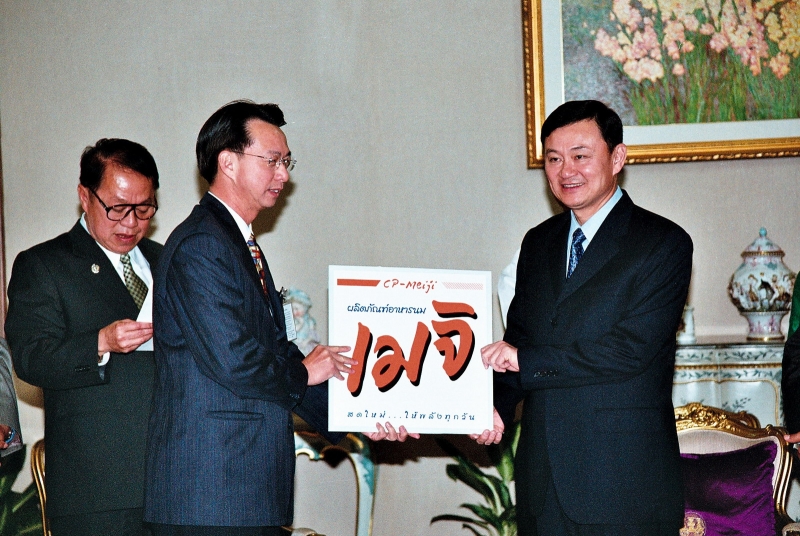 CP-Meiji
ผลิตภัณฑ์อาหารนม
เมจิ
สดใหม่...ให้พลังทุกวัน